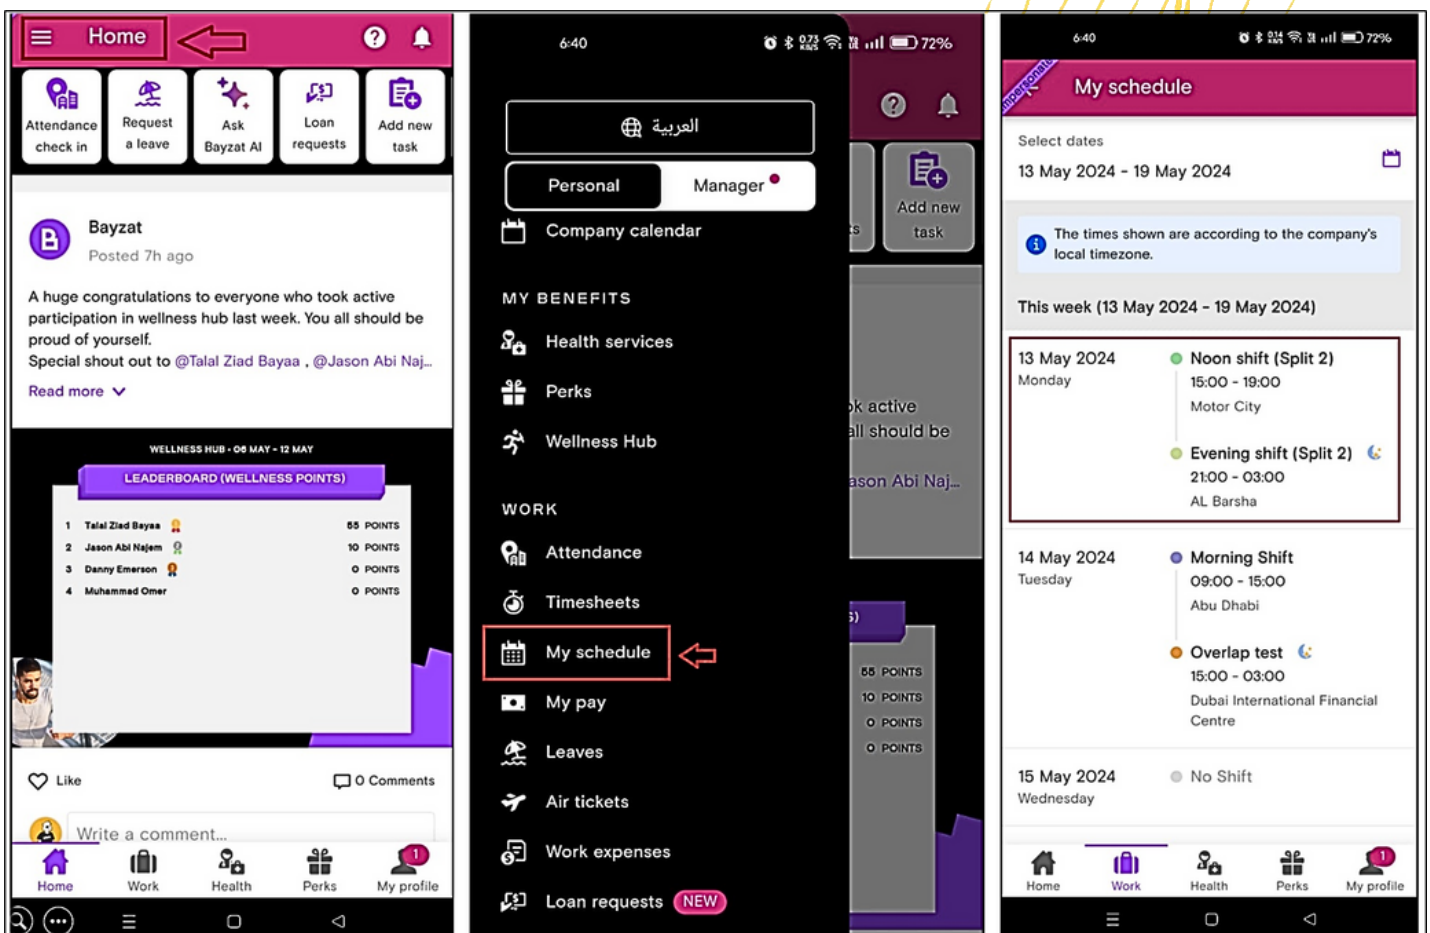 Home
Attendance check in
Request a leave
Ask Bayzat AI
Loan requests
Add new task
Bayzat
Posted 7h ago
A huge congratulations to everyone who took active
participation in wellness hub last week. You all should be
proud of yourself.
Special shout out to @Talal Ziad Bayaa , @Jason Abi Naj...
Read more
WELLNESS HUB - 06 MAY - 12 MAY
LEADERBOARD (WELLNESS POINTS)
1 Talal Ziad Bayaa 55 POINTS
2 Jason Abi Najem 10 POINTS
3 Danny Emerson 0 POINTS
4 Muhammad Omer 0 POINTS
Like 0 Comments
Write a comment...
Home Work Health Perks My profile
1
6:40 0.73 KB/S 72%
العربية
Personal Manager
Company calendar
MY BENEFITS
Health services
Perks
Wellness Hub
WORK
Attendance
Timesheets
My schedule
My pay
Leaves
Air tickets
Work expenses
Loan requests NEW
Add new
ts task
ok active
all should be
ason Abi Naj...
S)
55 POINTS
10 POINTS
0 POINTS
0 POINTS
6:40 72%
My schedule
Select dates
13 May 2024 - 19 May 2024
The times shown are according to the company's
local timezone.
This week (13 May 2024 - 19 May 2024)
13 May 2024 Noon shift (Split 2)
Monday 15:00 - 19:00
Motor City
Evening shift (Split 2)
21:00 - 03:00
AL Barsha
14 May 2024 Morning Shift
Tuesday 09:00 - 15:00
Abu Dhabi
Overlap test
15:00 - 03:00
Dubai International Financial
Centre
15 May 2024 No Shift
Wednesday
Home Work Health Perks My profile
1